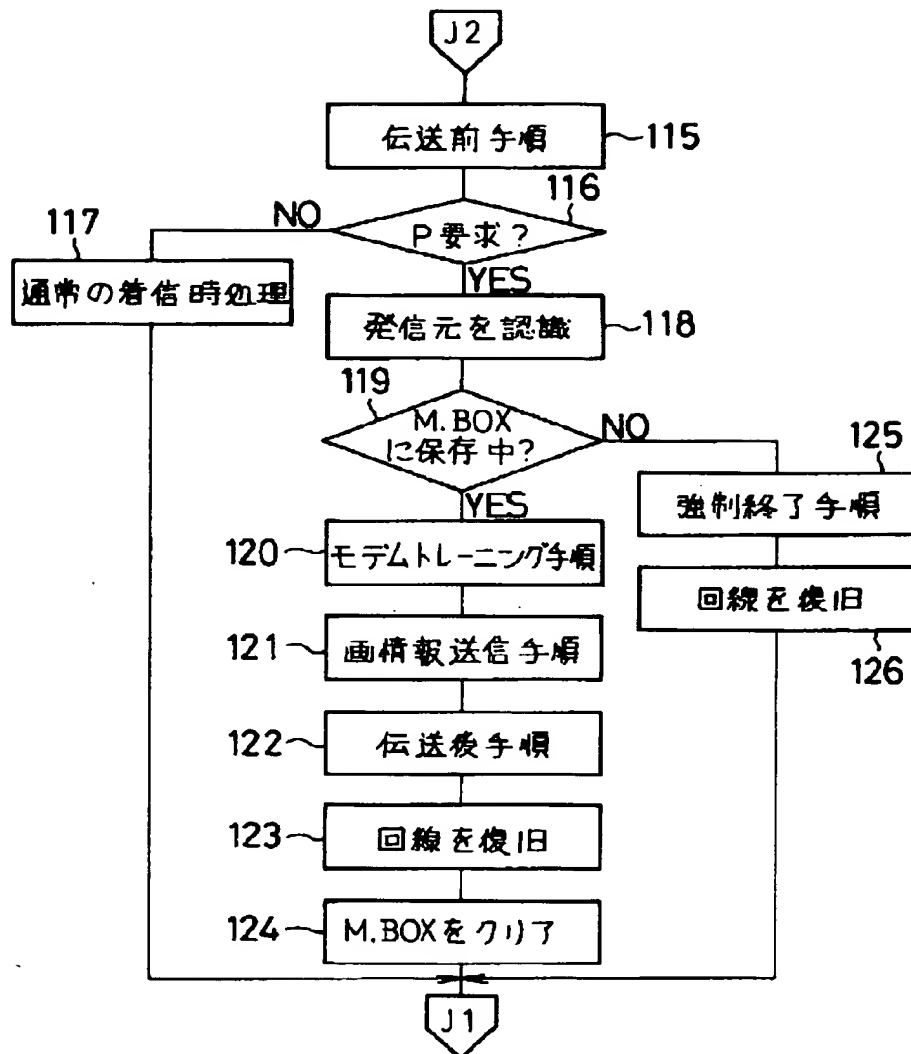 J2
伝送前手順
115
116
P要求?
NO
YES
117
通常の着信時処理
発信元を認識
118
119
M.BOX
に保存中?
NO
YES
125
強制終了手順
120
モデムトレーニング手順
回線を復旧
126
121
画情報送信手順
122
伝送後手順
123
回線を復旧
124
M.BOXをクリア
J1